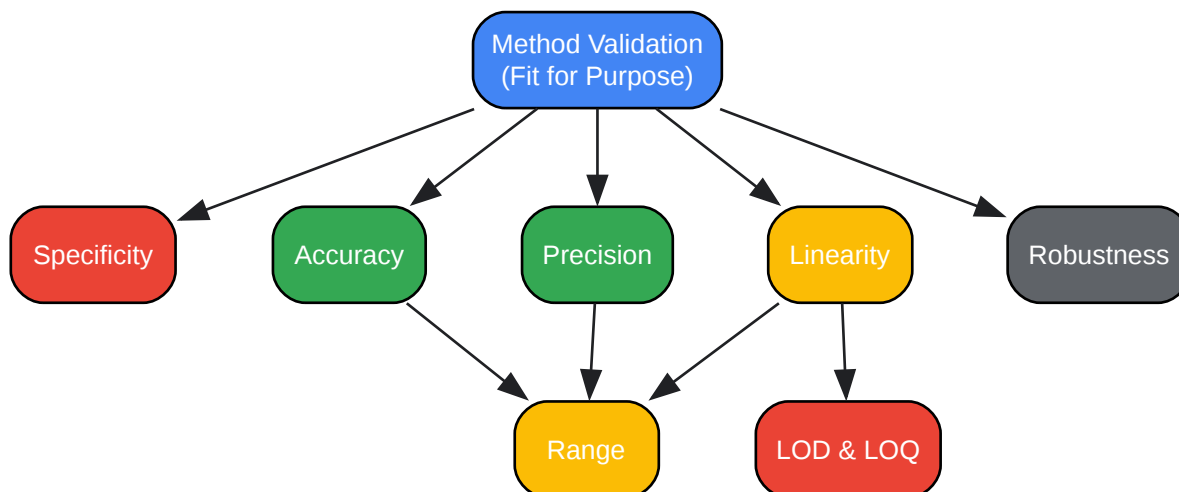 Method Validation
(Fit for Purpose)
Specificity
Accuracy
Precision
Linearity
Robustness
Range
LOD & LOQ